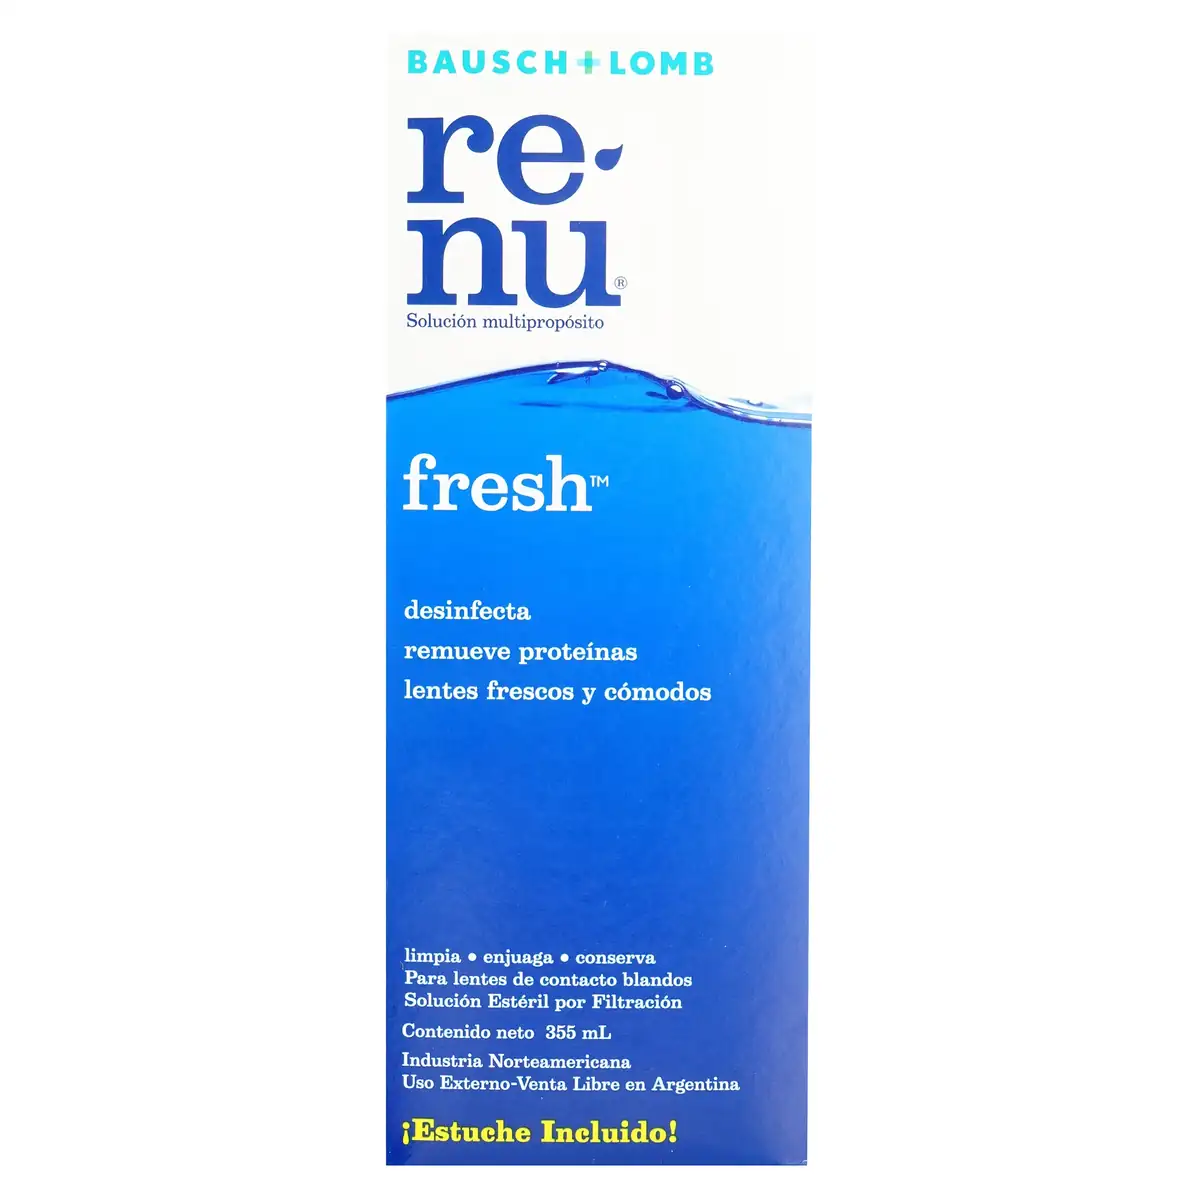 BAUSCH + LOMB
re-
nu®
Solución multipropósito
fresh™
desinfecta
remueve proteínas
lentes frescos y cómodos
limpia • enjuaga • conserva
Para lentes de contacto blandos
Solución Estéril por Filtración
Contenido neto 355 mL
Industria Norteamericana
Uso Externo-Venta Libre en Argentina
¡Estuche Incluido!